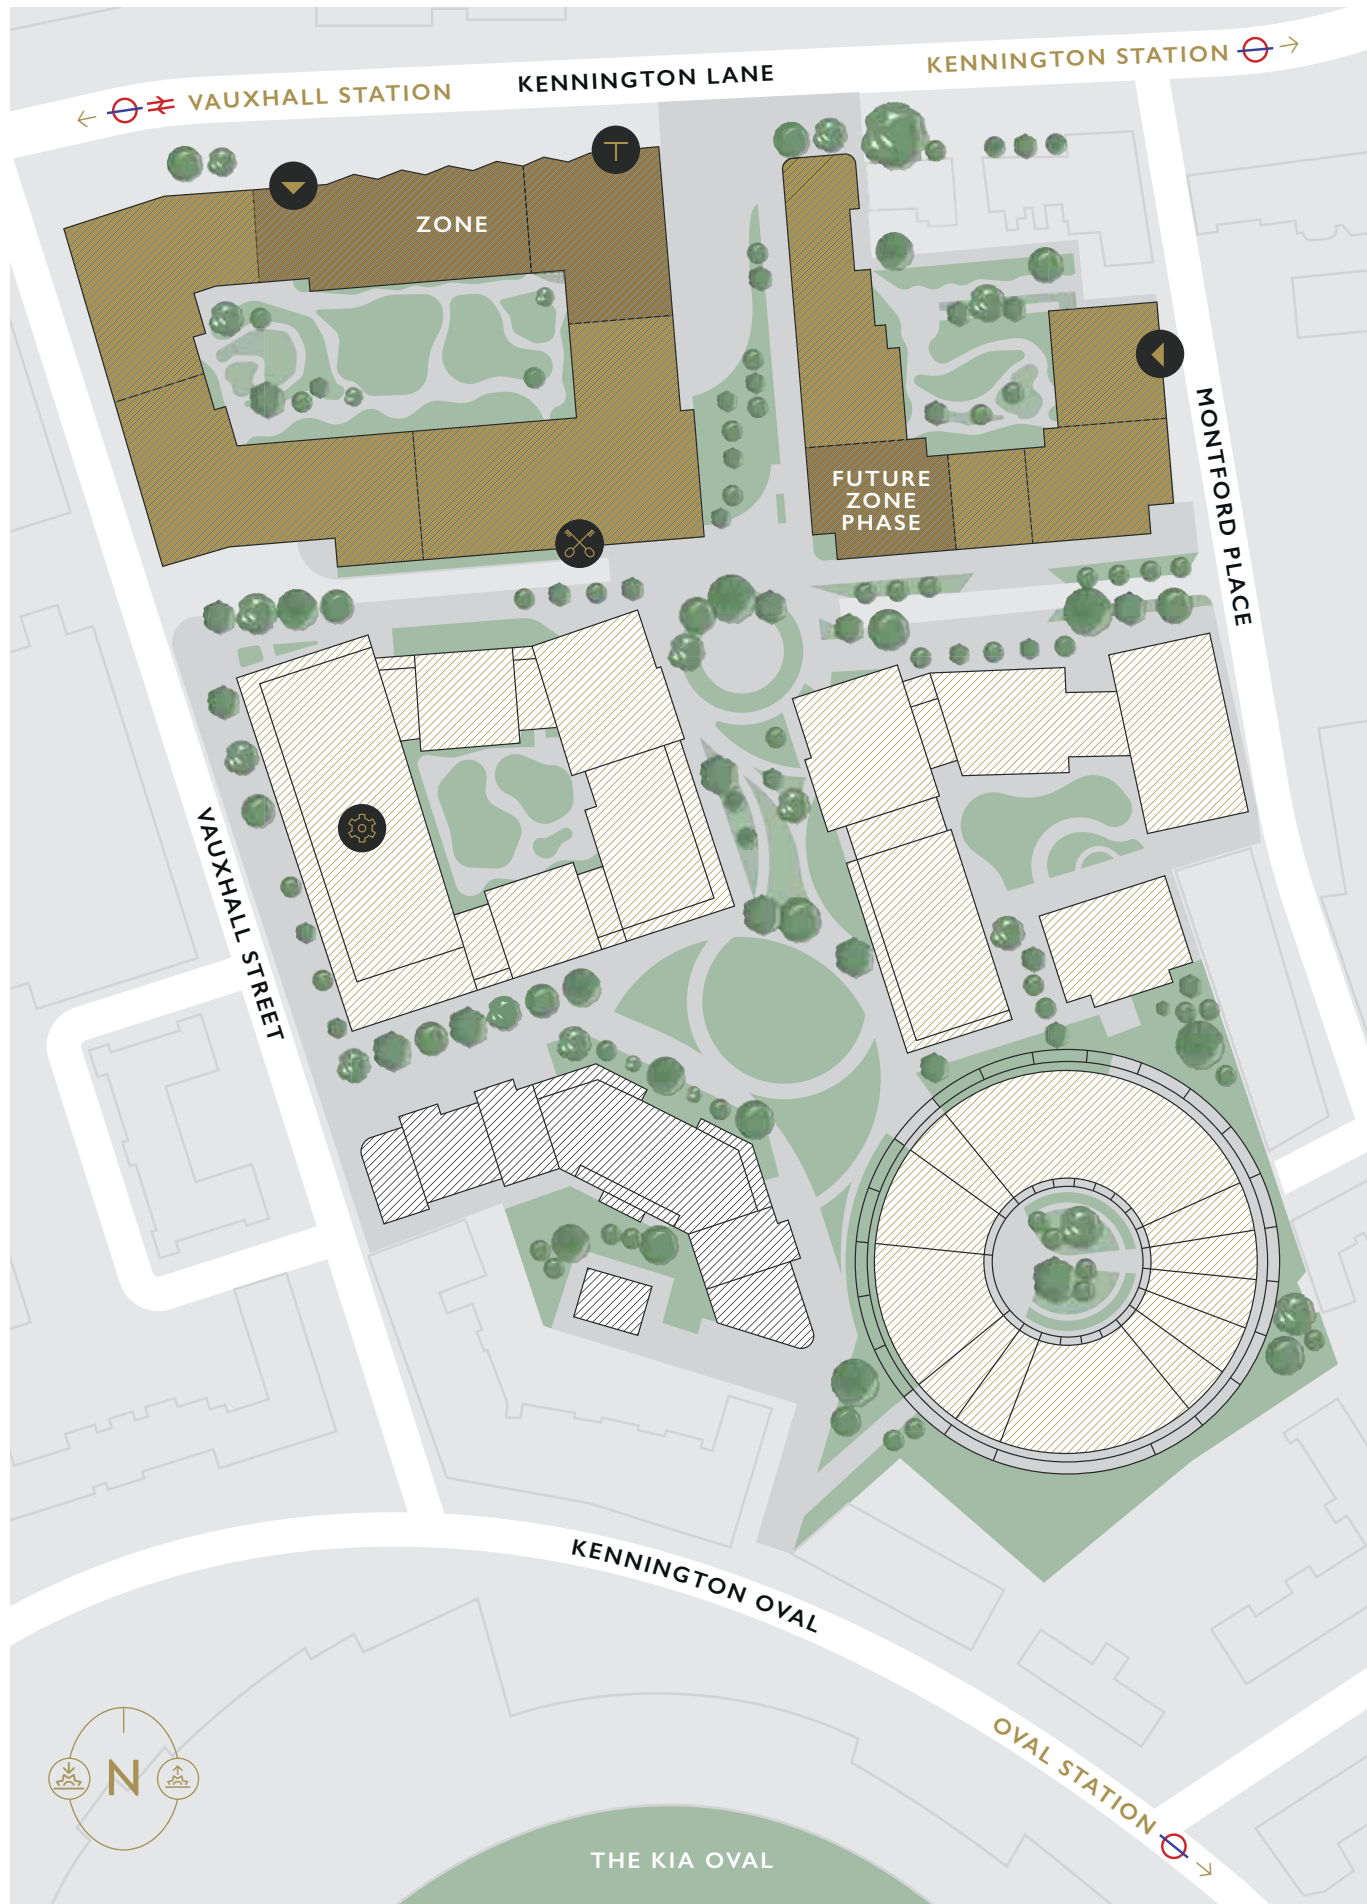 KENNINGTON STATION
KENNINGTON LANE
VAUXHALL STATION
ZONE
FUTURE
ZONE
PHASE
MONTFORD PLACE
VAUXHALL STREET
KENNINGTON OVAL
OVAL STATION
N
THE KIA OVAL